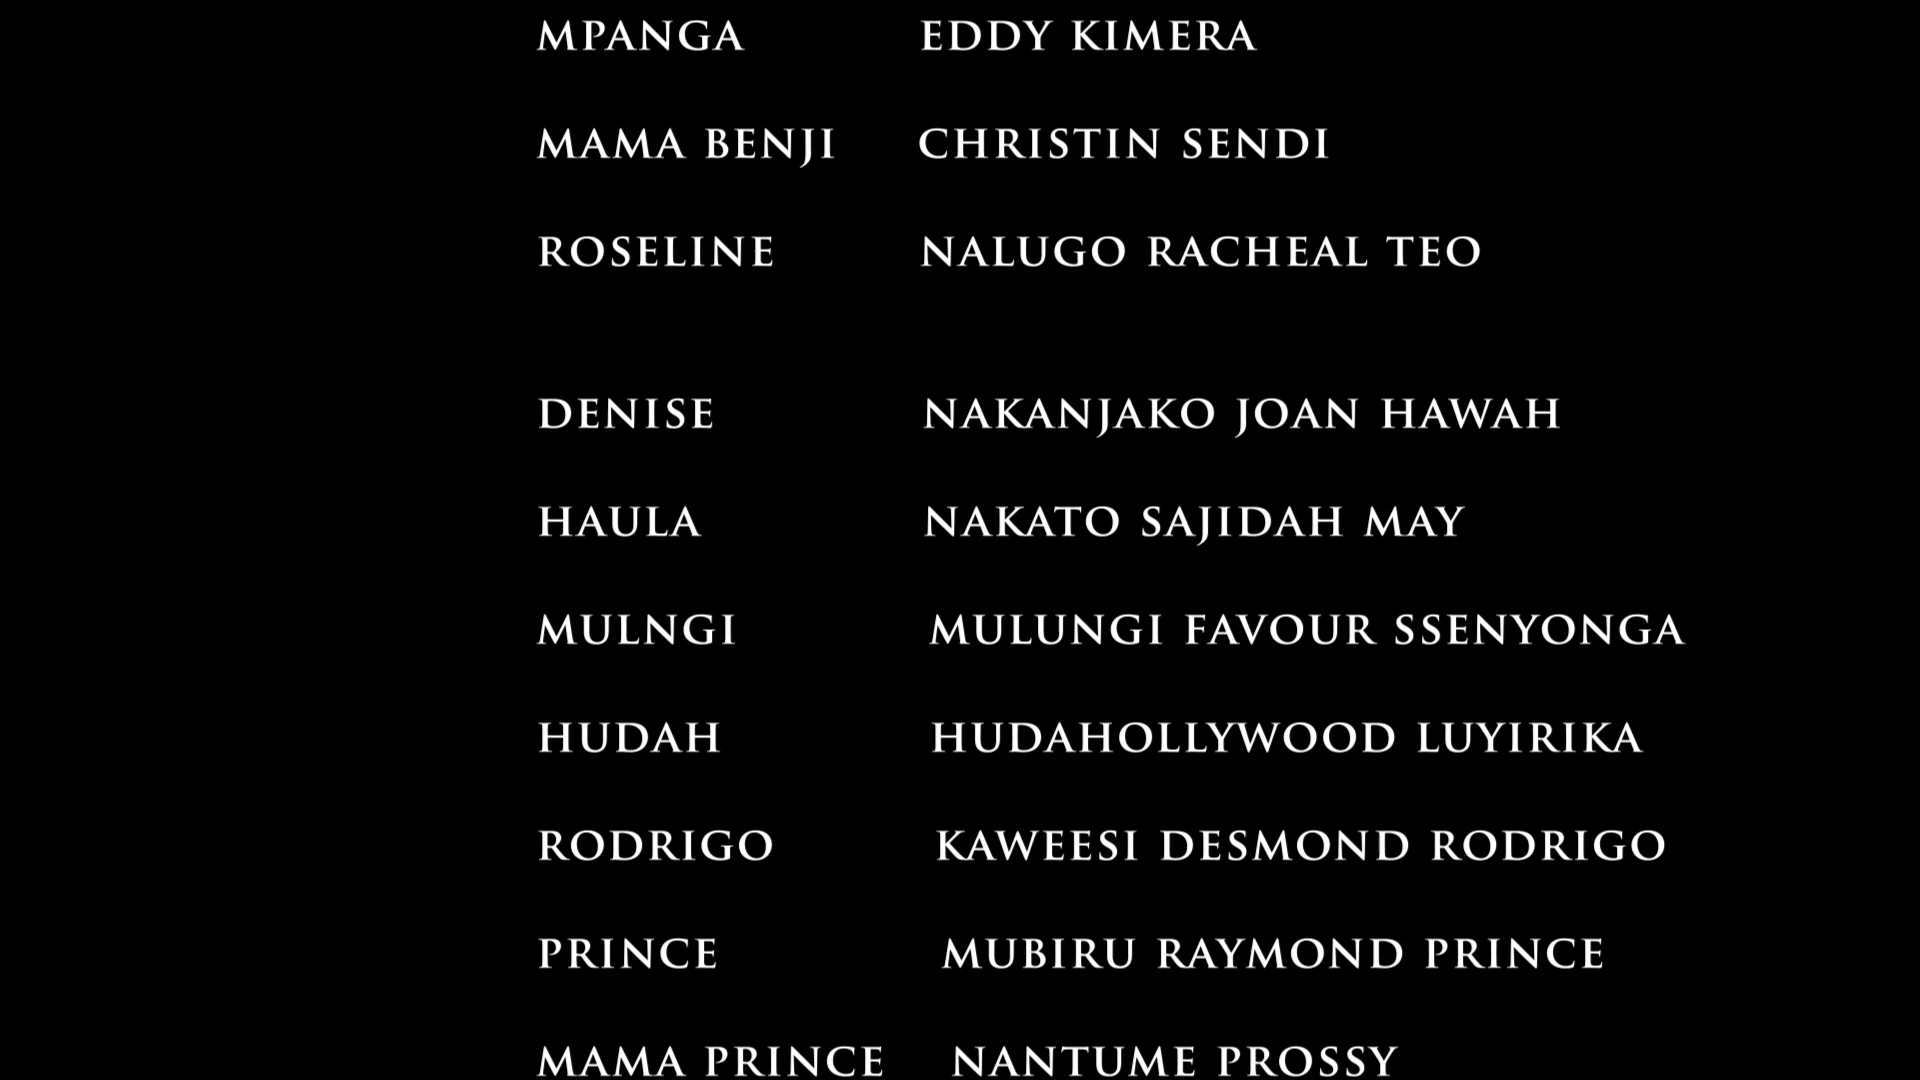 MPANGA EDDY KIMERA
MAMA BENJI CHRISTIN SENDI
ROSELINE NALUGO RACHEAL TEO
DENISE NAKANJAKO JOAN HAWAH
HAULA NAKATO SAJIDAH MAY
MULNGI MULUNGI FAVOUR SSENYONGA
HUDAH HUDAHOLLYWOOD LUYIRIKA
RODRIGO KAWEESI DESMOND RODRIGO
PRINCE MUBIRU RAYMOND PRINCE
MAMA PRINCE NANTUME PROSSY